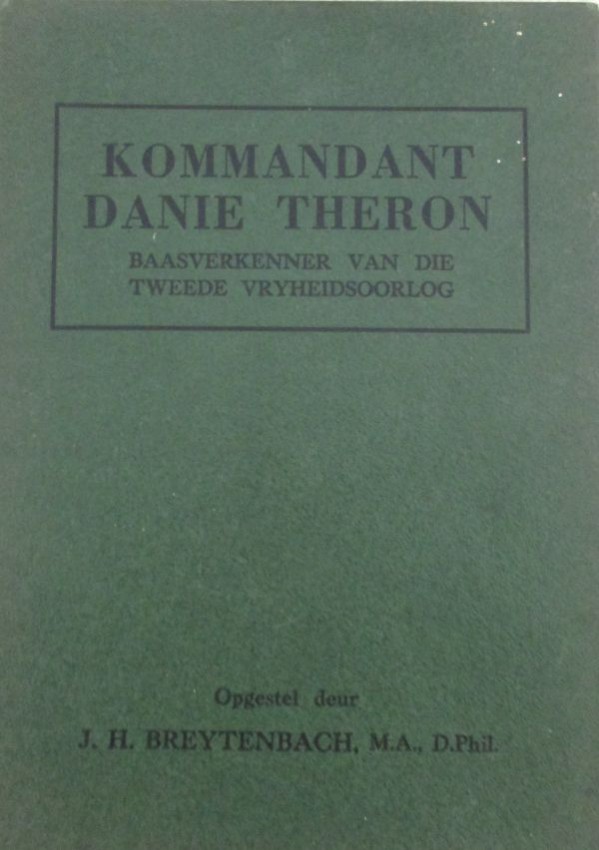 KOMMANDANT
DANIE THERON
BAASVERKENNER VAN DIE
TWEEDE VRYHEIDSOORLOG
Opgestel deur
J. H. BREYTENBACH, M.A., D.Phil.